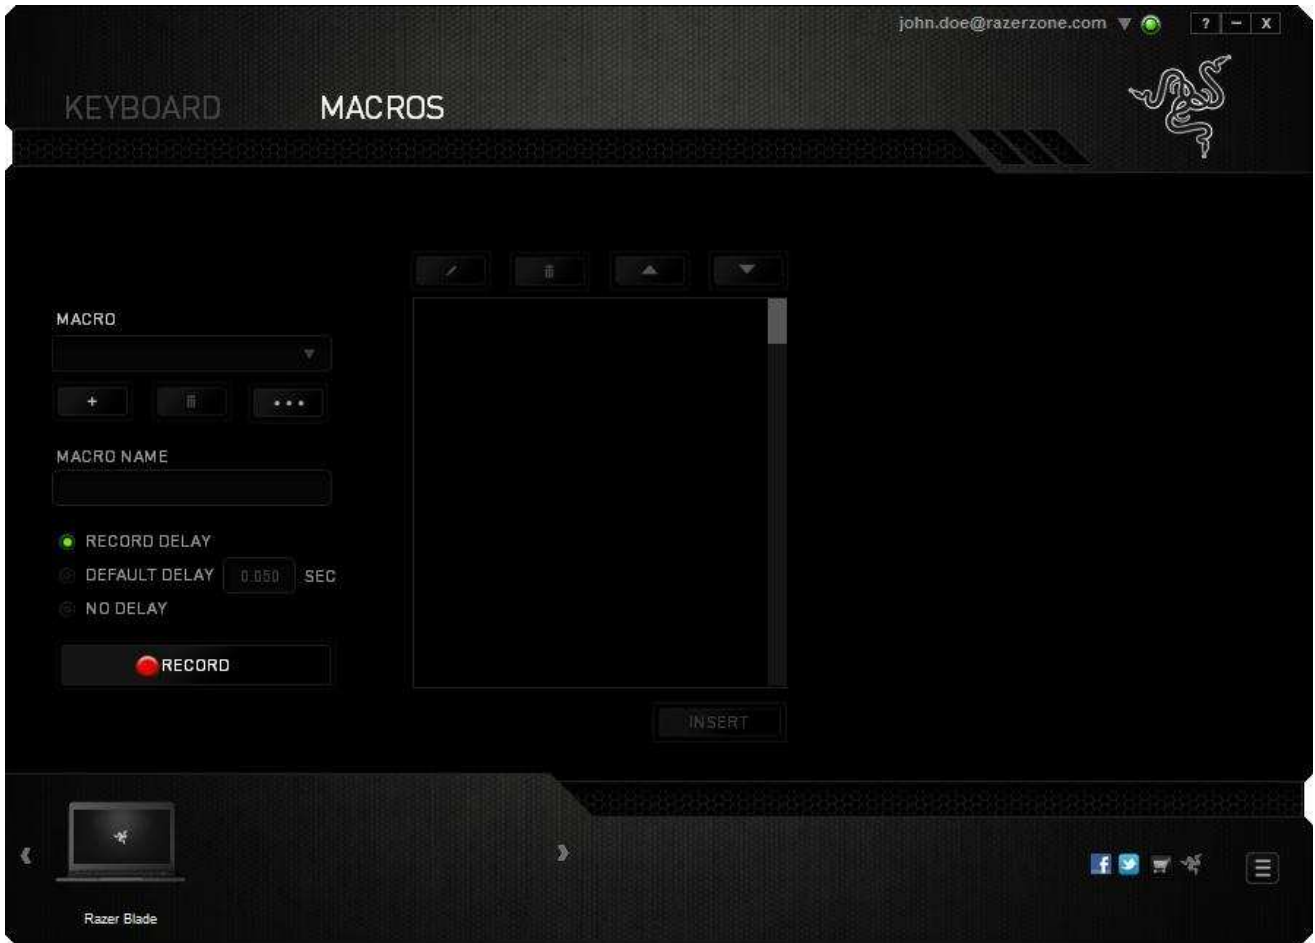 john.doe@razerzone.com
? – X
KEYBOARD MACROS
MACRO
+ •••
MACRO NAME
RECORD DELAY
DEFAULT DELAY 0.050 SEC
NO DELAY
RECORD
INSERT
Razer Blade